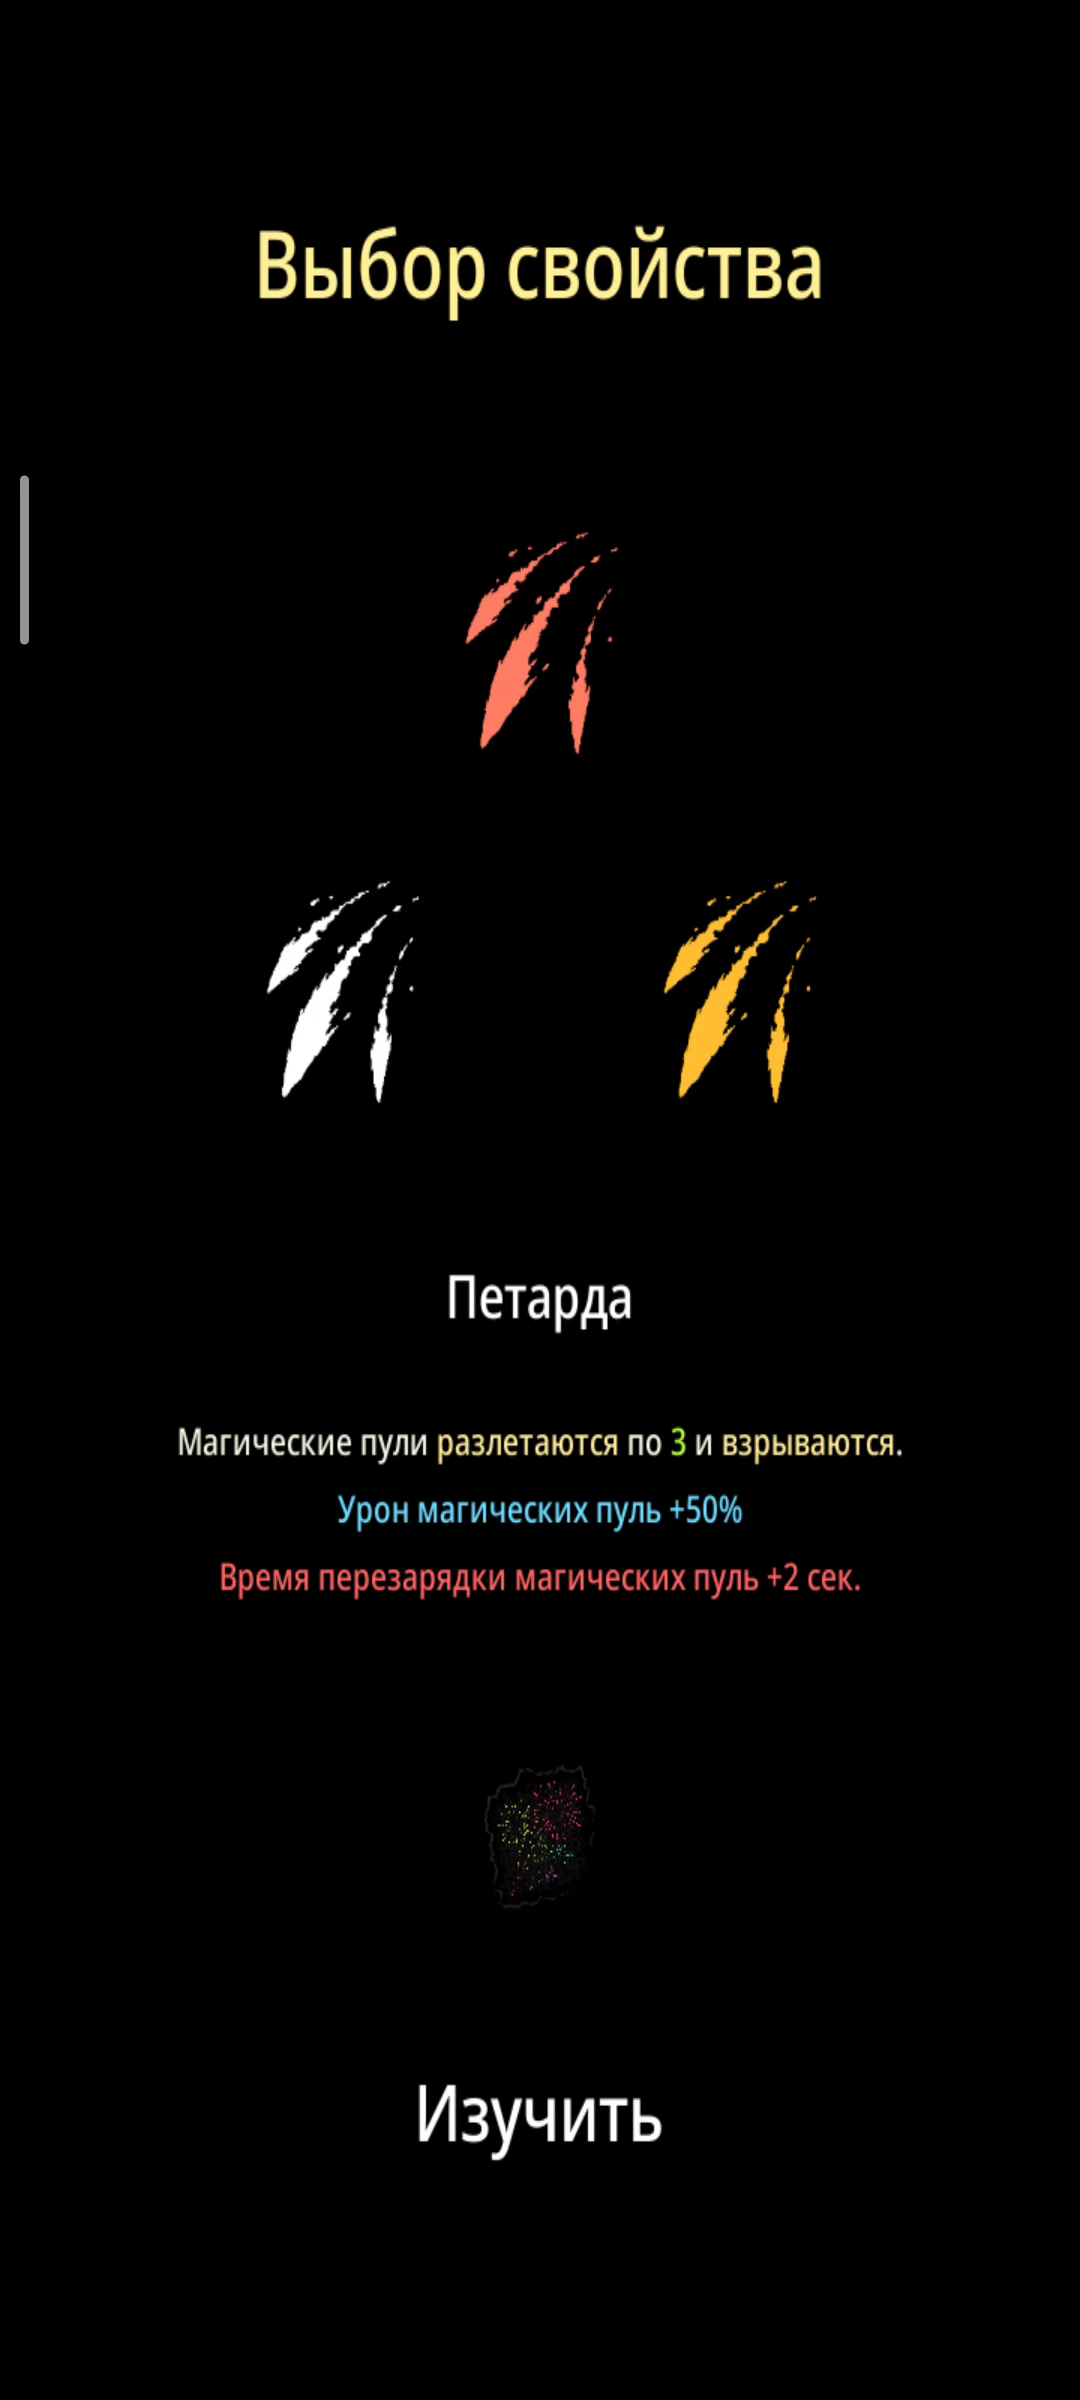 Выбор свойства
Петарда
Магические пули разлетаются по 3 и взрываются.
Урон магических пуль +50%
Время перезарядки магических пуль +2 сек.
Изучить